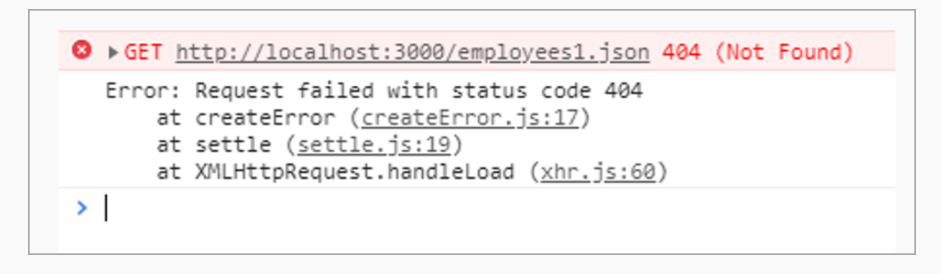 GET http://localhost:3000/employees1.json 404 (Not Found)
Error: Request failed with status code 404
at createError (createError.js:17)
at settle (settle.js:19)
at XMLHttpRequest.handleLoad (xhr.js:60)